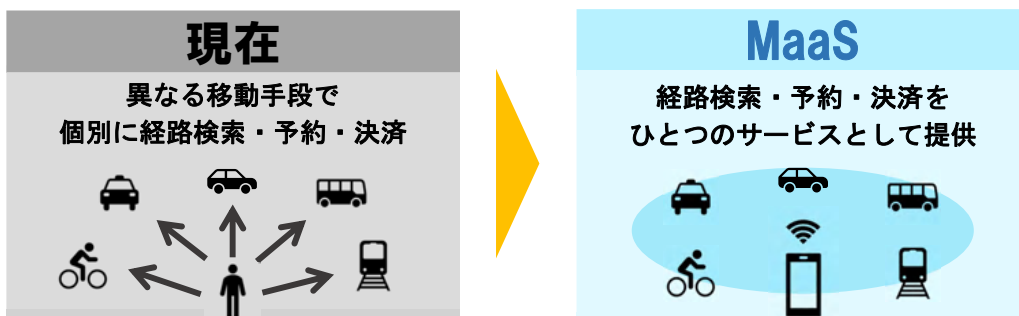 現在
異なる移動手段で
個別に経路検索・予約・決済
MaaS
経路検索・予約・決済を
ひとつのサービスとして提供